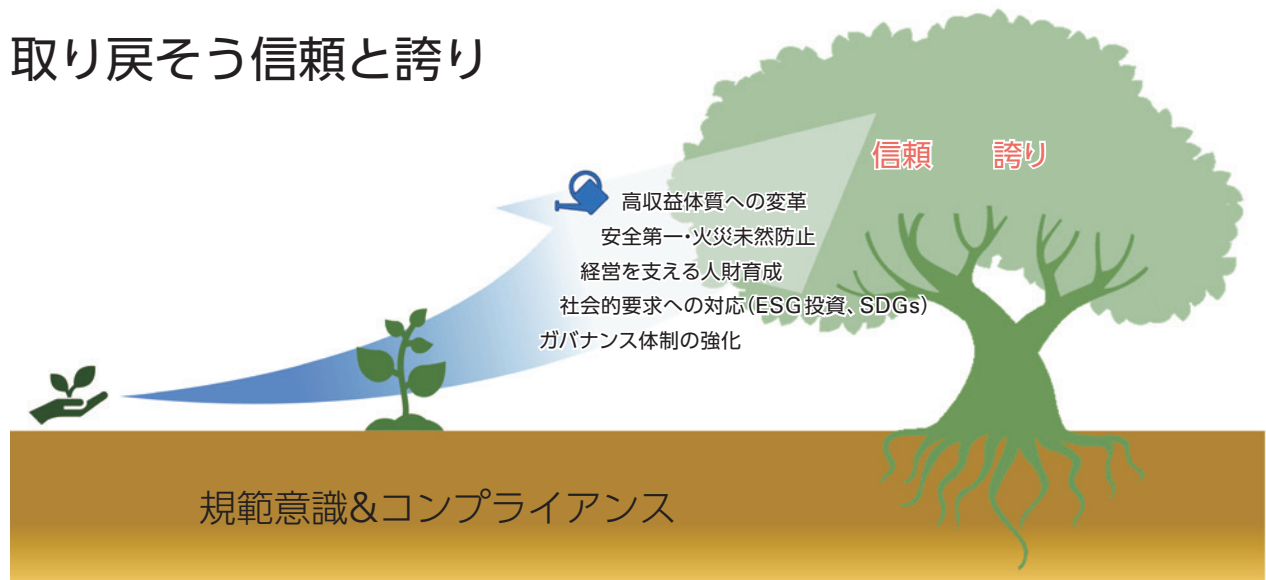 取り戻そう信頼と誇り
信頼 誇り
高収益体質への変革
安全第一・火災未然防止
経営を支える人財育成
社会的要求への対応（ESG投資、SDGs）
ガバナンス体制の強化
規範意識&コンプライアンス